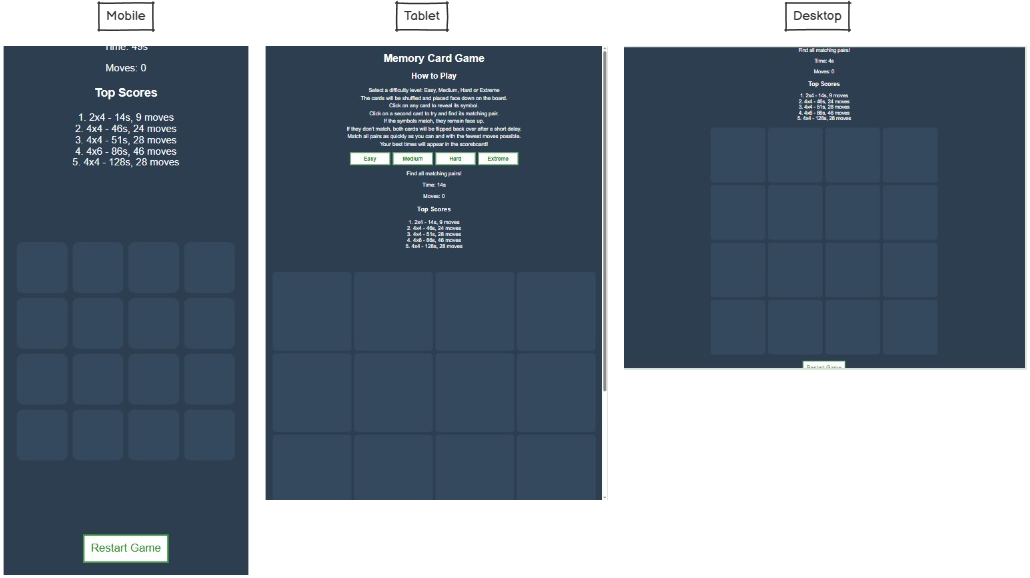 Mobile
Time: 49s
Moves: 0
Top Scores
1. 2x4 - 14s, 9 moves
2. 4x4 - 46s, 24 moves
3. 4x4 - 51s, 28 moves
4. 4x6 - 86s, 46 moves
5. 4x4 - 128s, 28 moves
Restart Game
Tablet
Memory Card Game
How to Play
Select a difficulty level: Easy, Medium, Hard or Extreme
The cards will be shuffled and placed face down on the board.
Click on any card to reveal its symbol.
Click on a second card to try and find its matching pair.
If the symbols match, they remain face up.
If they don't match, both cards will be flipped back over after a short delay.
Match all pairs as quickly as you can and with the fewest moves possible.
Your best times will appear in the scoreboard!
Easy Medium Hard Extreme
Find all matching pairs!
Time: 14s
Moves: 0
Top Scores
1. 2x4 - 14s, 9 moves
2. 4x4 - 46s, 24 moves
3. 4x4 - 51s, 28 moves
4. 4x6 - 86s, 46 moves
5. 4x4 - 128s, 28 moves
Desktop
Find all matching pairs!
Time: 4s
Moves: 0
Top Scores
1. 2x4 - 14s, 9 moves
2. 4x4 - 46s, 24 moves
3. 4x4 - 51s, 28 moves
4. 4x6 - 86s, 46 moves
5. 4x4 - 128s, 28 moves
Restart Game